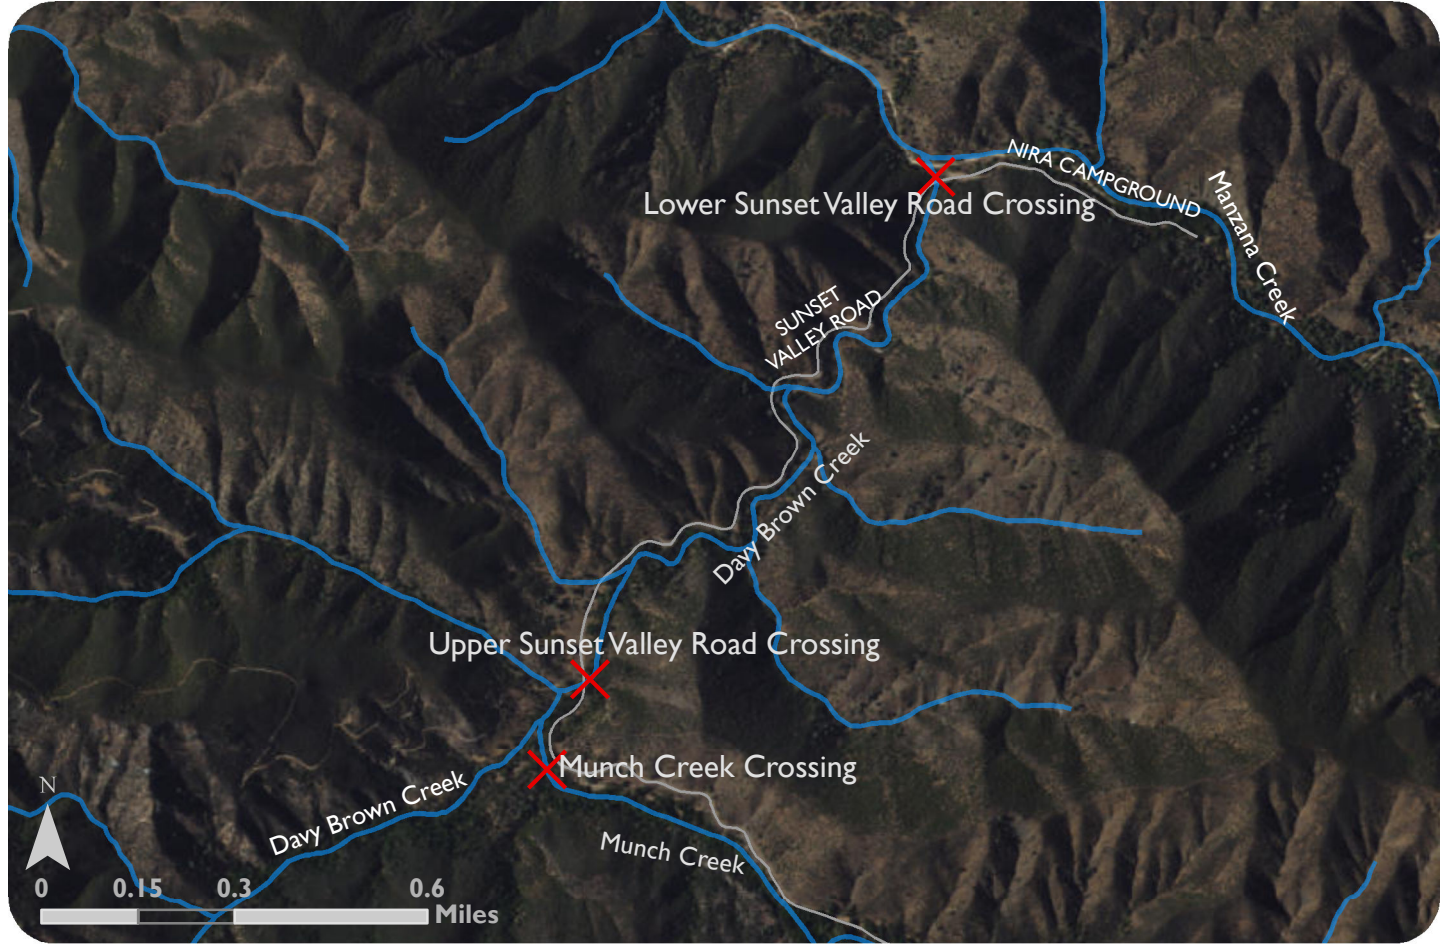 NIRA CAMPGROUND
Manzana Creek
Lower Sunset Valley Road Crossing
SUNSET
VALLEY ROAD
Davy Brown Creek
Upper Sunset Valley Road Crossing
Munch Creek Crossing
Davy Brown Creek
Munch Creek
N
0 0.15 0.3 0.6
Miles